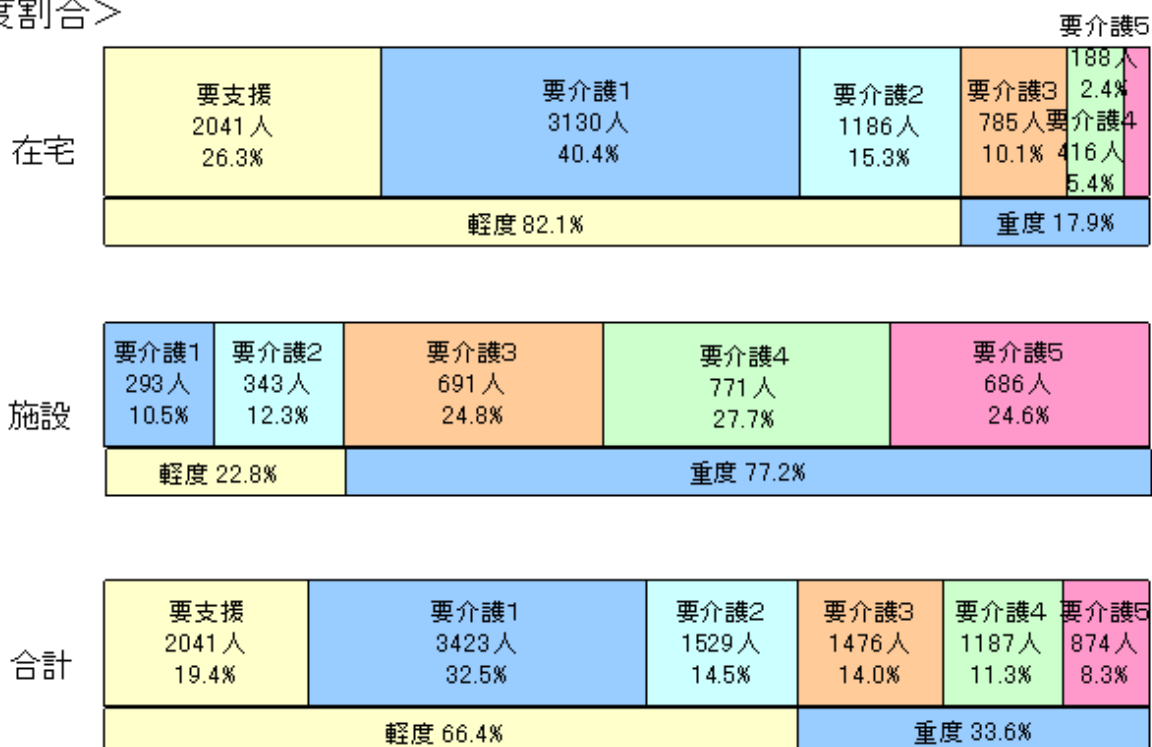 度割合＞
要介護5
188人
2.4%
在宅
要支援
2041人
26.3%
要介護1
3130人
40.4%
要介護2
1186人
15.3%
要介護3
785人
10.1%
要介護4
416人
5.4%
軽度 82.1%
重度 17.9%
施設
要介護1
293人
10.5%
要介護2
343人
12.3%
要介護3
691人
24.8%
要介護4
771人
27.7%
要介護5
686人
24.6%
軽度 22.8%
重度 77.2%
合計
要支援
2041人
19.4%
要介護1
3423人
32.5%
要介護2
1529人
14.5%
要介護3
1476人
14.0%
要介護4
1187人
11.3%
要介護5
874人
8.3%
軽度 66.4%
重度 33.6%